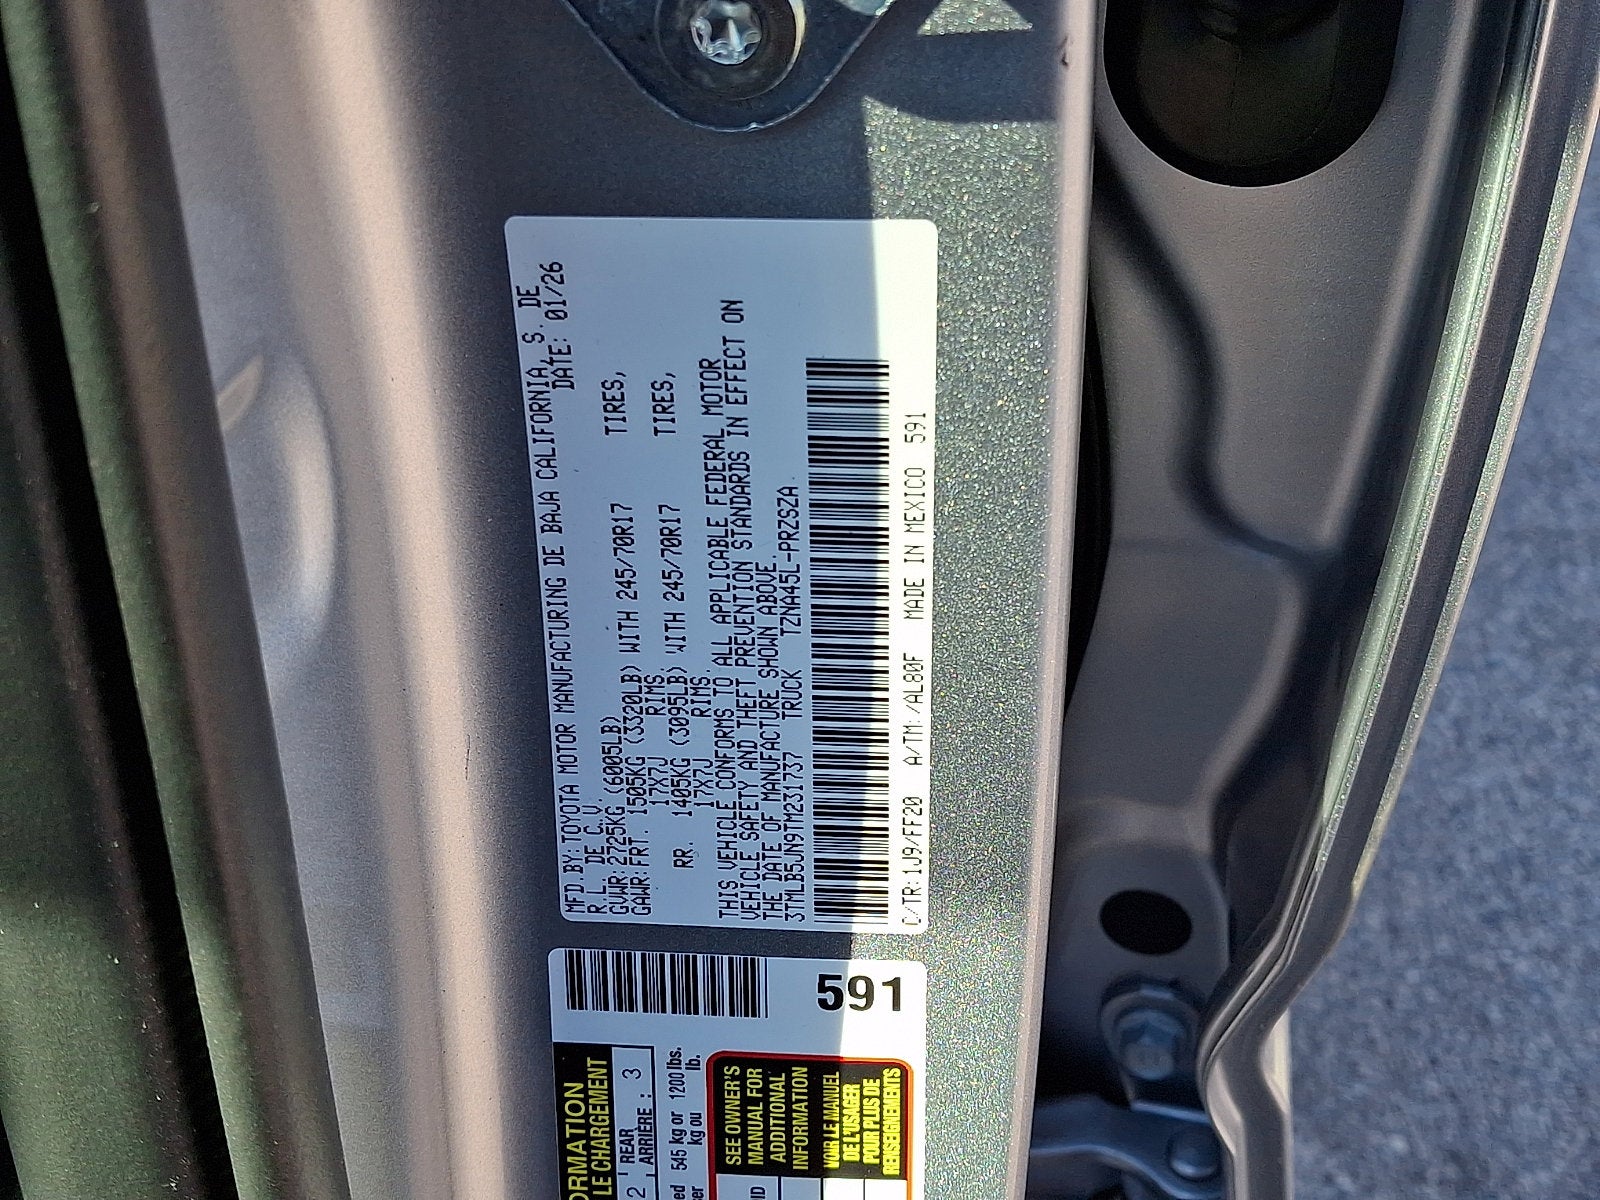 MFD.BY: TOYOTA MOTOR MANUFACTURING DE BAJA CALIFORNIA, S. DE
R.L. DE C.V. DATE: 01/26
GVWR:2725KG (6005LB)
GAWR:FRT. 1505KG (3320LB) WITH 245/70R17 TIRES,
17X7J RIMS.
RR. 1405KG (3095LB) WITH 245/70R17 TIRES,
17X7J RIMS.
THIS VEHICLE CONFORMS TO ALL APPLICABLE FEDERAL MOTOR
VEHICLE SAFETY AND THEFT PREVENTION STANDARDS IN EFFECT ON
THE DATE OF MANUFACTURE SHOWN ABOVE.
3TMLB5JN9TM231737 TRUCK TZNA45L-PRZSZA
C/TR:1J9/FF20 A/TM:/AL80F MADE IN MEXICO 591
591
ORMATION
LE CHARGEMENT
2 REAR
ARRIÈRE : 3
545 kg or 1200 lbs.
kg ou lb.
SEE OWNER'S
MANUAL FOR
ADDITIONAL
INFORMATION
VOIR LE MANUEL
DE L'USAGER
POUR PLUS DE
RENSEIGNEMENTS